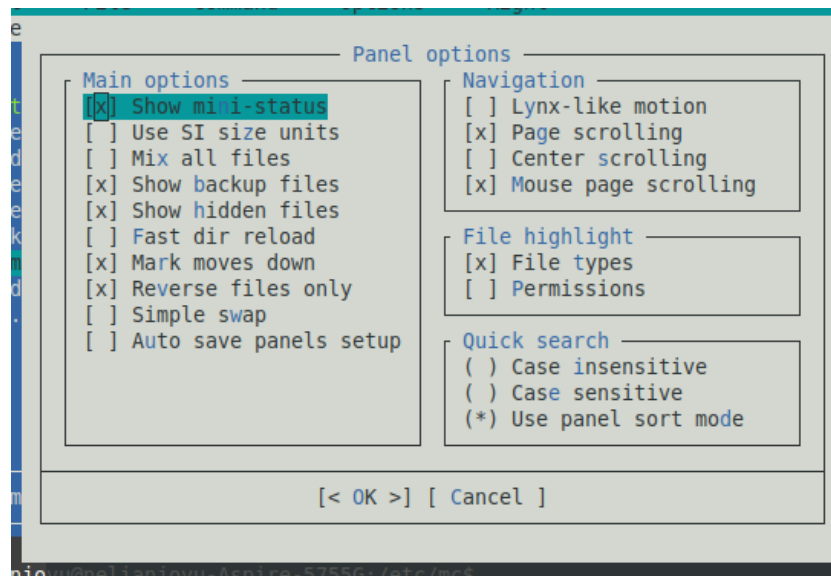 Panel options
Main options
[x] Show mini-status
[ ] Use SI size units
[ ] Mix all files
[x] Show backup files
[x] Show hidden files
[ ] Fast dir reload
[x] Mark moves down
[x] Reverse files only
[ ] Simple swap
[ ] Auto save panels setup
Navigation
[ ] Lynx-like motion
[x] Page scrolling
[ ] Center scrolling
[x] Mouse page scrolling
File highlight
[x] File types
[ ] Permissions
Quick search
( ) Case insensitive
( ) Case sensitive
(*) Use panel sort mode
[< OK >] [ Cancel ]